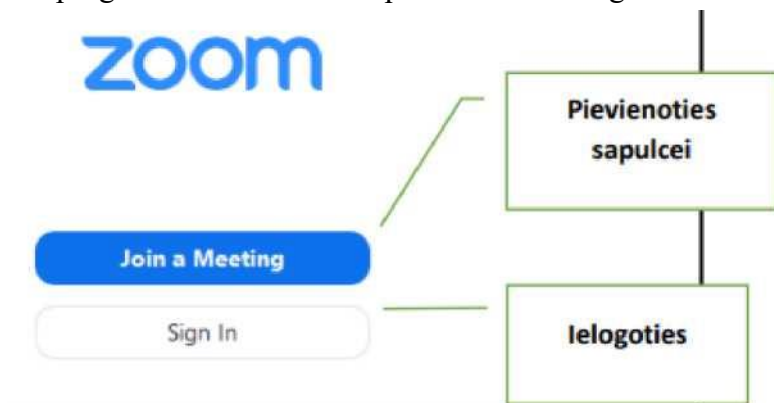 zoom
Pievienoties
sapulcei
Join a Meeting
Sign In
Ielogoties